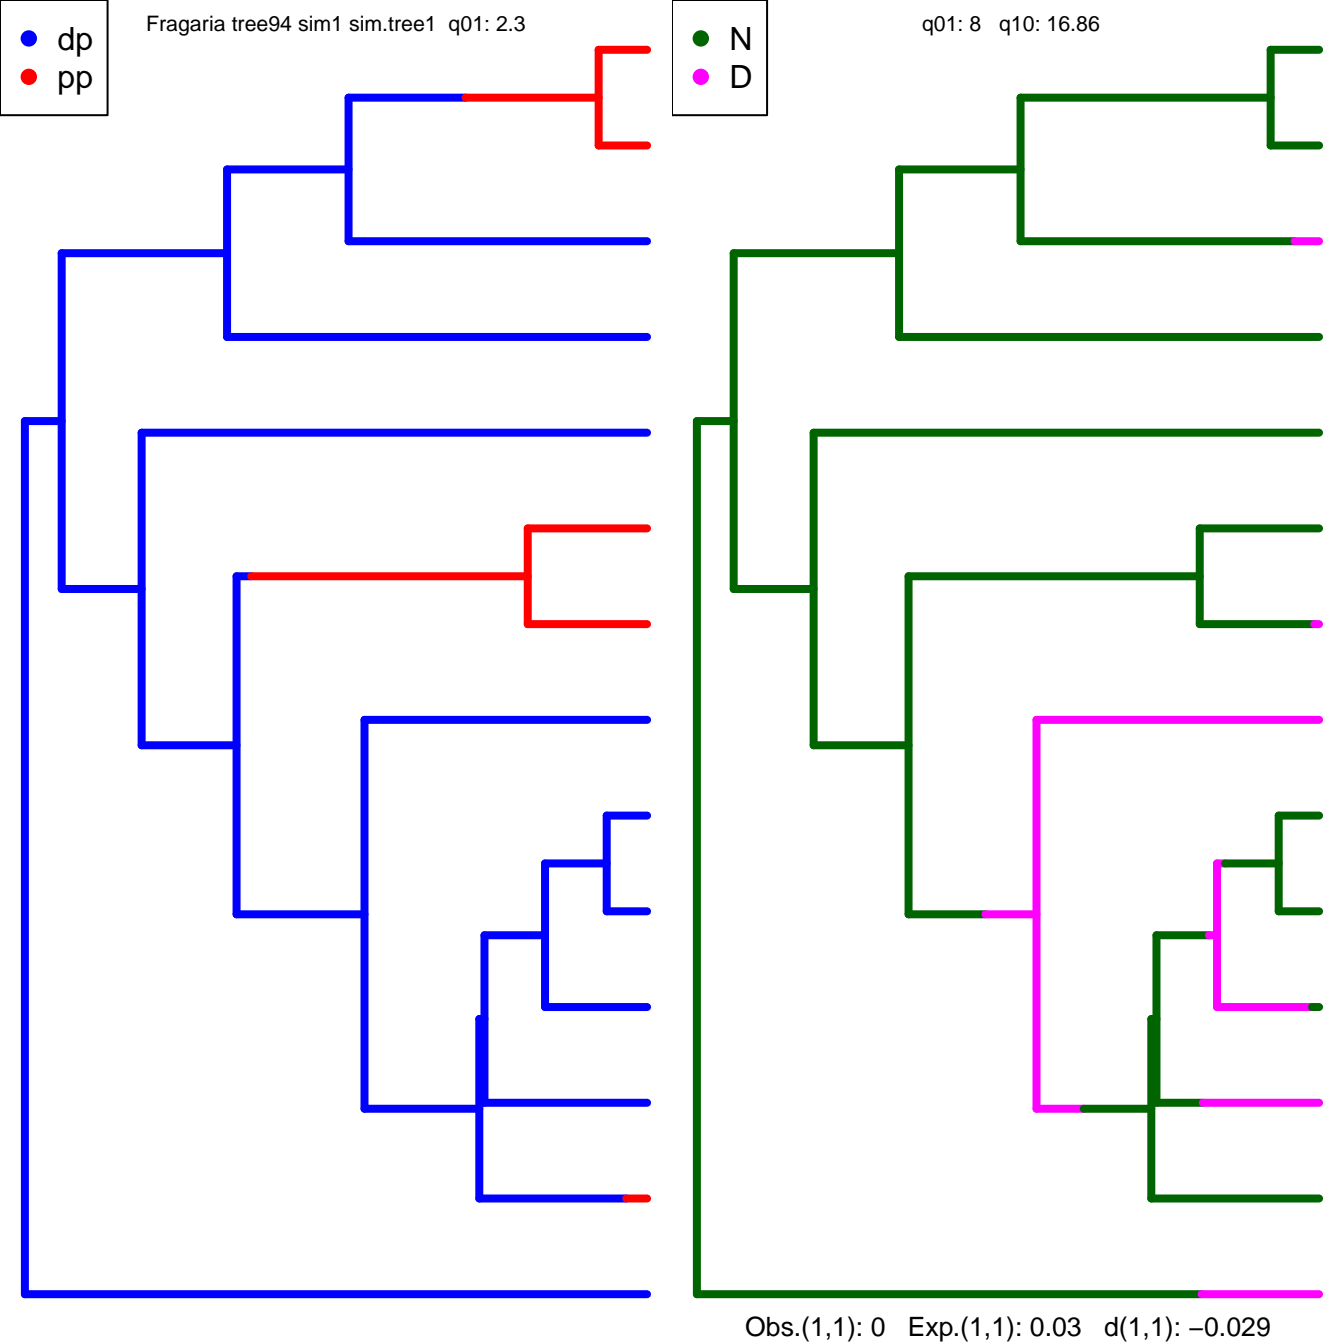 Fragaria tree94 sim1 sim.tree1  q01: 2.3
dp
pp
q01: 8   q10: 16.86
N
D
Obs.(1,1): 0   Exp.(1,1): 0.03   d(1,1): −0.029